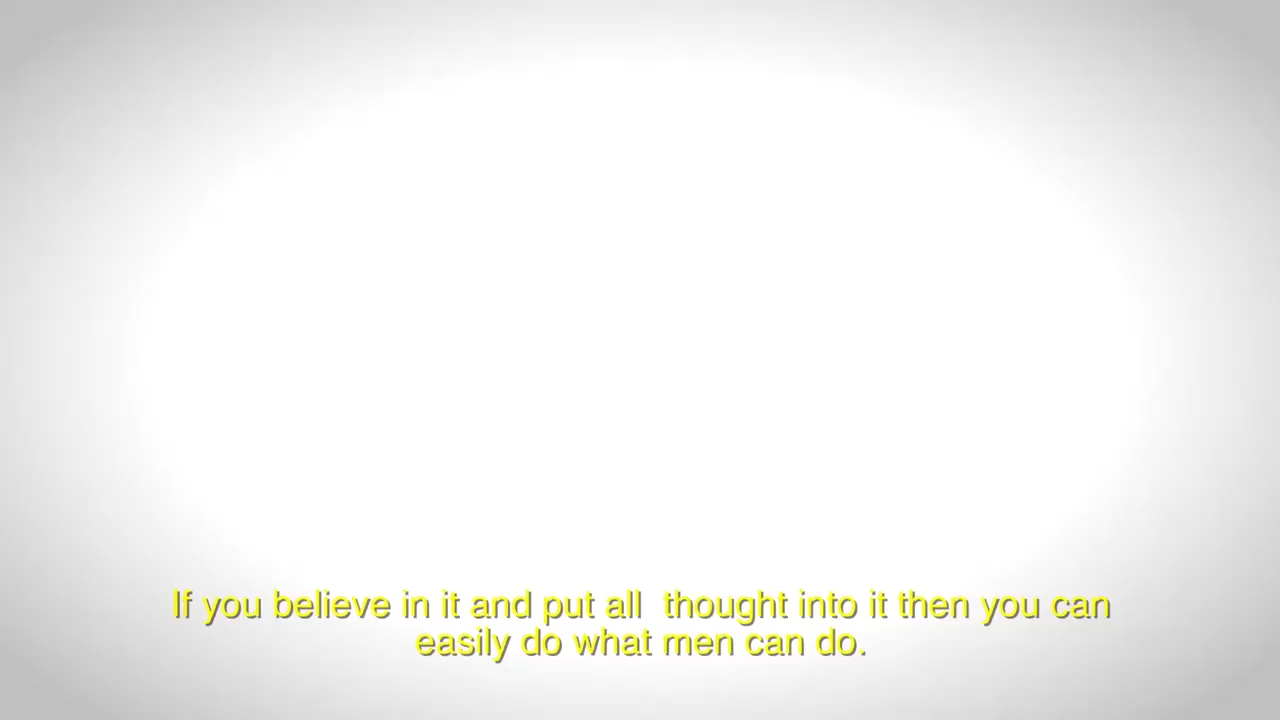 If you believe in it and put all  thought into it then you can
easily do what men can do.